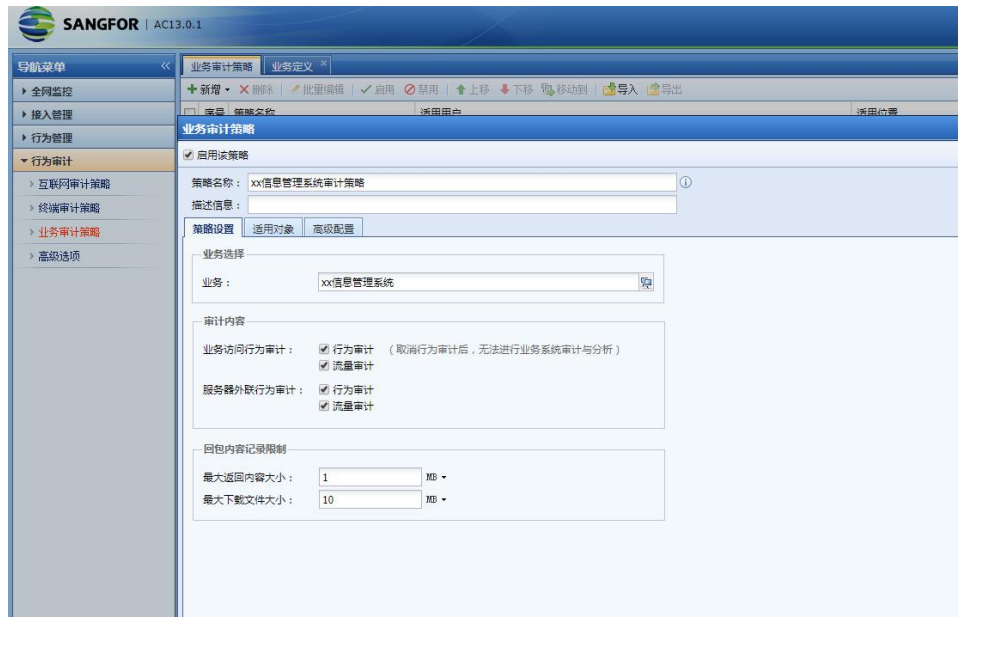 SANGFOR | AC13.0.1
导航菜单 «
业务审计策略 业务定义 ×
全网监控
新增 删除 批量编辑 启用 禁用 上移 下移 移动到 导入 导出
接入管理
序号 策略名称 适用用户 适用位置
行为管理
业务审计策略
行为审计
启用该策略
互联网审计策略
策略名称： xx信息管理系统审计策略
终端审计策略
描述信息：
业务审计策略
策略设置 适用对象 高级配置
高级选项
业务选择
业务： xx信息管理系统
审计内容
业务访问行为审计： 行为审计 （取消行为审计后，无法进行业务系统审计与分析）
流量审计
服务器外联行为审计： 行为审计
流量审计
回包内容记录限制
最大返回内容大小： 1 MB
最大下载文件大小： 10 MB